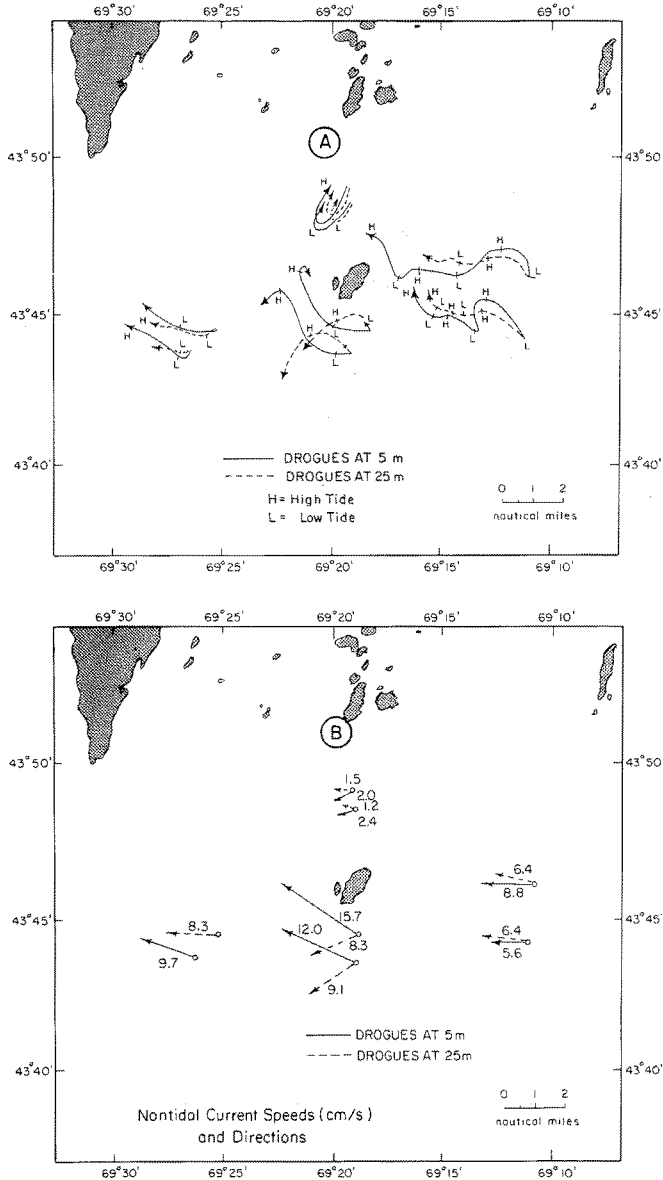 69°30' 69°25' 69°20' 69°15' 69°10'
A
43°50' 43°50'
H
L L
H H H
L L
H L
H
L
H H
H H
L L L L
43°45' 43°45'
H L H H H
H L L L H L
L H L
L
DROGUES AT 5 m
DROGUES AT 25 m
H = High Tide
L = Low Tide
43°40' 43°40'
0 1 2
nautical miles
69°30' 69°25' 69°20' 69°15' 69°10'
69°30' 69°25' 69°20' 69°15' 69°10'
B
43°50' 43°50'
1.5
2.0
1.2
2.4
6.4
8.8
43°45' 43°45'
15.7
12.0
8.3
8.3
6.4
5.6
9.7
9.1
DROGUES AT 5m
DROGUES AT 25m
43°40' 43°40'
0 1 2
nautical miles
Nontidal Current Speeds (cm/s)
and Directions
69°30' 69°25' 69°20' 69°15' 69°10'